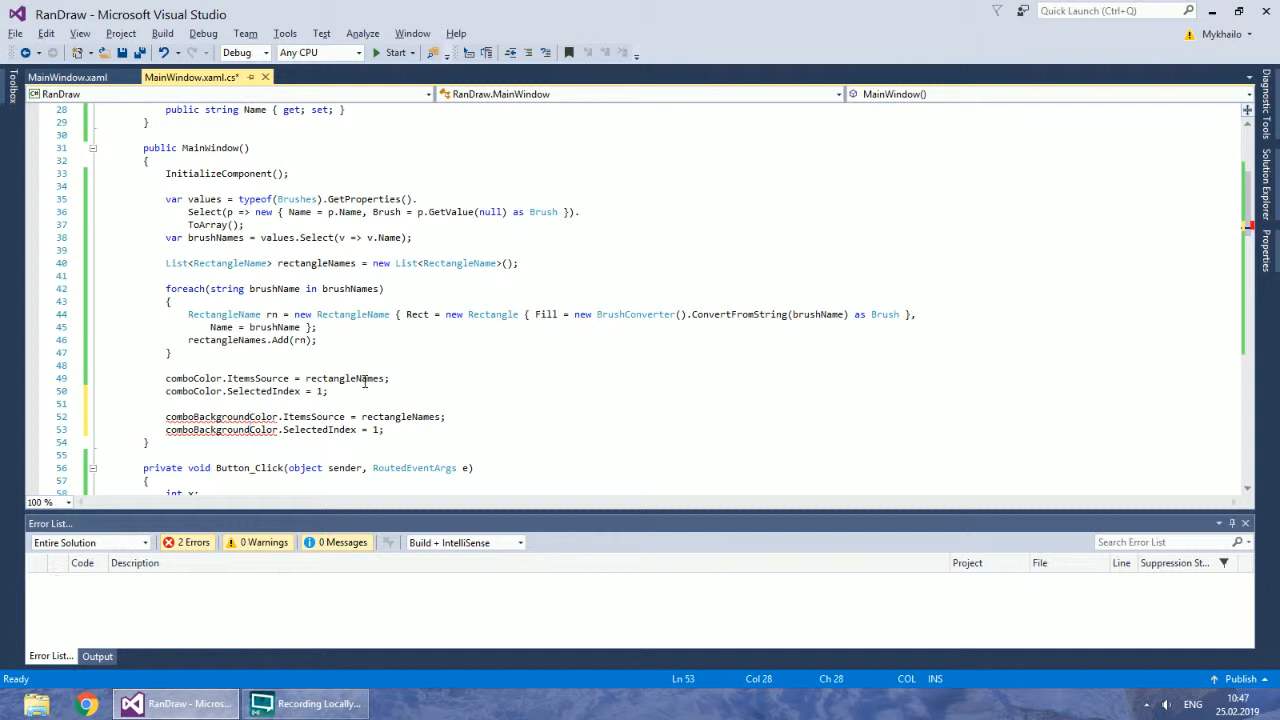 RanDraw - Microsoft Visual Studio
Quick Launch (Ctrl+Q)
File Edit View Project Build Debug Team Tools Test Analyze Window Help
Mykhailo
Debug Any CPU Start
Toolbox
MainWindow.xaml MainWindow.xaml.cs*
RanDraw RanDraw.MainWindow MainWindow()
28 public string Name { get; set; }
29 }
30
31 public MainWindow()
32 {
33 InitializeComponent();
34
35 var values = typeof(Brushes).GetProperties().
36 Select(p => new { Name = p.Name, Brush = p.GetValue(null) as Brush }).
37 ToArray();
38 var brushNames = values.Select(v => v.Name);
39
40 List<RectangleName> rectangleNames = new List<RectangleName>();
41
42 foreach(string brushName in brushNames)
43 {
44 RectangleName rn = new RectangleName { Rect = new Rectangle { Fill = new BrushConverter().ConvertFromString(brushName) as Brush },
45 Name = brushName };
46 rectangleNames.Add(rn);
47 }
48
49 comboColor.ItemsSource = rectangleNames;
50 comboColor.SelectedIndex = 1;
51
52 comboBackgroundColor.ItemsSource = rectangleNames;
53 comboBackgroundColor.SelectedIndex = 1;
54 }
55
56 private void Button_Click(object sender, RoutedEventArgs e)
57 {
58 int x;
100 %
Diagnostic Tools
Solution Explorer
Properties
Error List...
Entire Solution 2 Errors 0 Warnings 0 Messages Build + IntelliSense Search Error List
Code Description Project File Line Suppression St...
Error List... Output
Ready Ln 53 Col 28 Ch 28 COL INS Publish
RanDraw - Micros... Recording Locally... ENG 10:47
25.02.2019